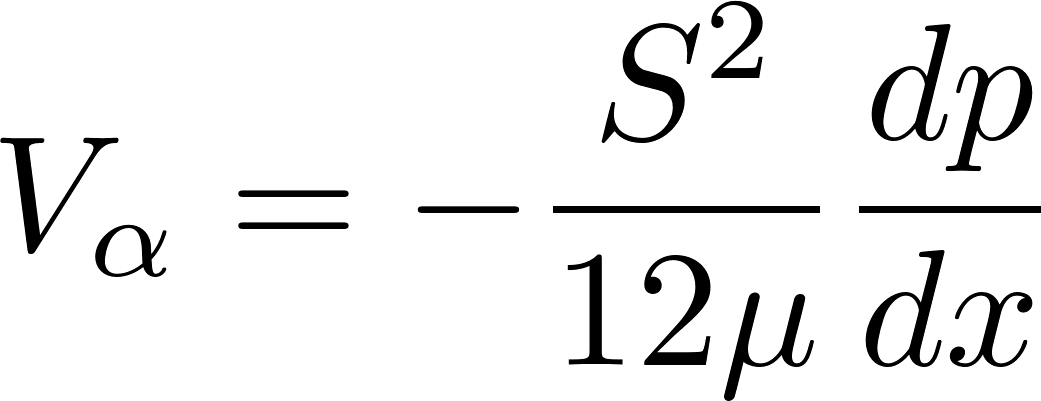 V_α = − S²/12μ dp/dx